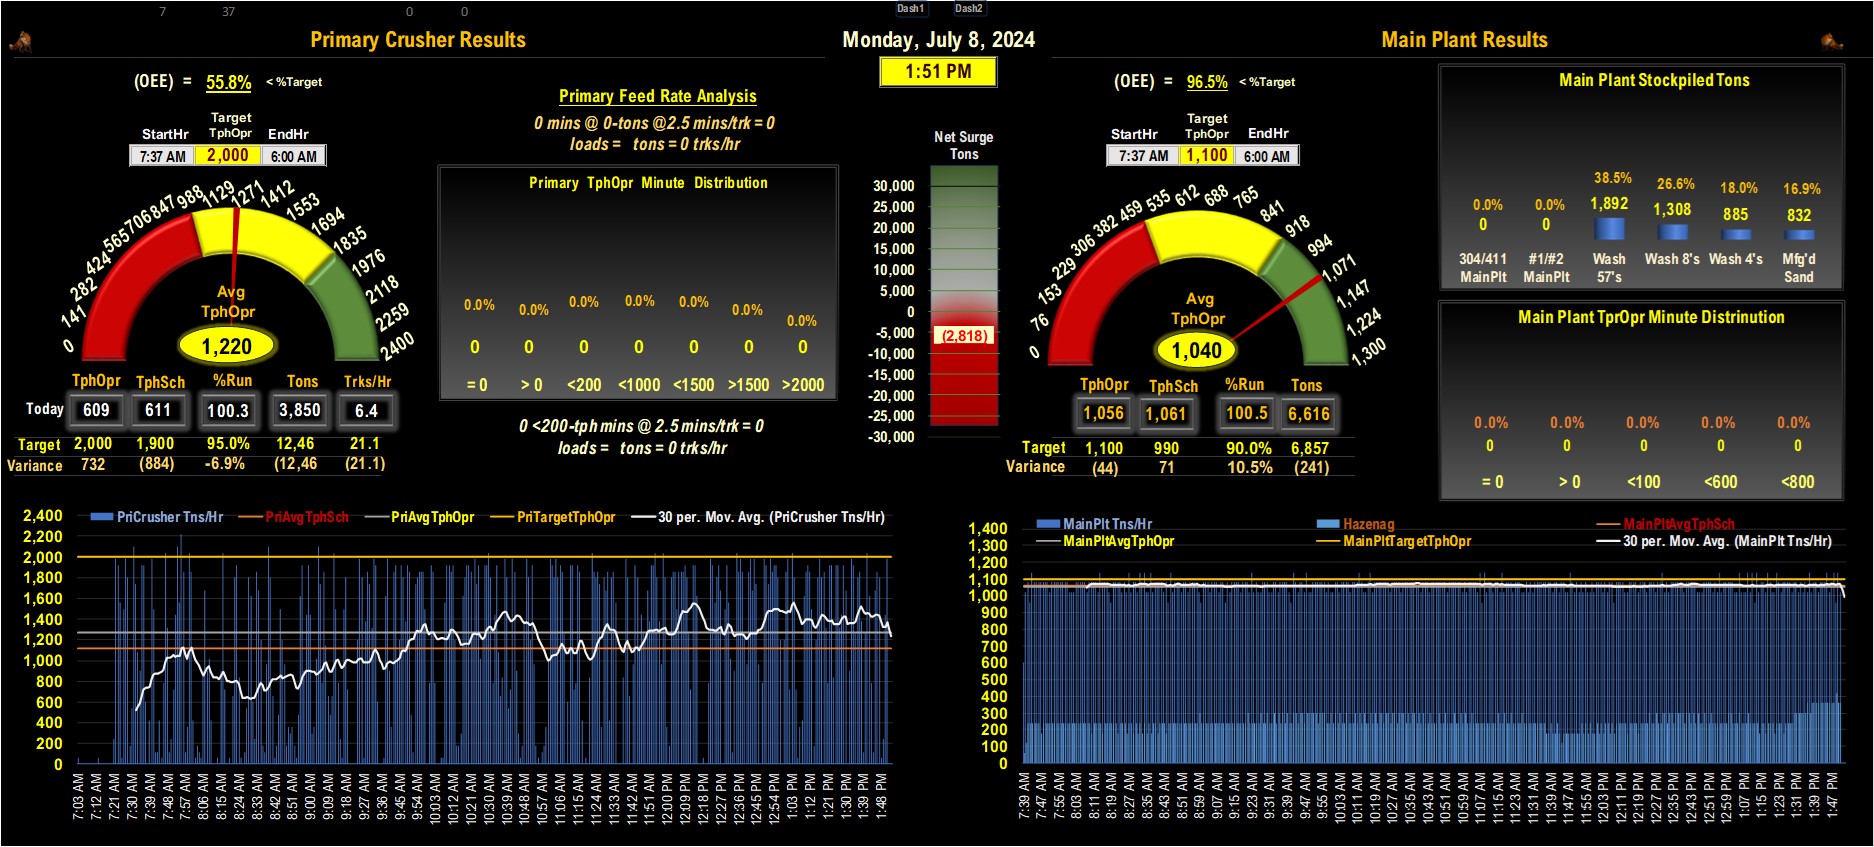 7 37 0 0 Dash1 Dash2
Primary Crusher Results
Monday, July 8, 2024
Main Plant Results
1:51 PM
(OEE) = 55.8% < %Target
Target
StartHr TphOpr EndHr
7:37 AM 2,000 6:00 AM
0 141 282 424 565 706 847 988 1129 1271 1412 1553 1694 1835 1976 2118 2259 2400
Avg
TphOpr
1,220
TphOpr TphSch %Run Tons Trks/Hr
Today 609 611 100.3 3,850 6.4
Target 2,000 1,900 95.0% 12,46 21.1
Variance 732 (884) -6.9% (12,46 (21.1)
Primary Feed Rate Analysis
0 mins @ 0-tons @2.5 mins/trk = 0
loads = tons = 0 trks/hr
Primary TphOpr Minute Distribution
0.0% 0.0% 0.0% 0.0% 0.0% 0.0% 0.0%
0 0 0 0 0 0 0
= 0 > 0 <200 <1000 <1500 >1500 >2000
0 <200-tph mins @ 2.5 mins/trk = 0
loads = tons = 0 trks/hr
Net Surge
Tons
30,000
25,000
20,000
15,000
10,000
5,000
0
-5,000
(2,818)
-10,000
-15,000
-20,000
-25,000
-30,000
(OEE) = 96.5% < %Target
Target
StartHr TphOpr EndHr
7:37 AM 1,100 6:00 AM
0 76 153 229 306 382 459 535 612 688 765 841 918 994 1,071 1,147 1,224 1,300
Avg
TphOpr
1,040
TphOpr TphSch %Run Tons
1,056 1,061 100.5 6,616
Target 1,100 990 90.0% 6,857
Variance (44) 71 10.5% (241)
Main Plant Stockpiled Tons
0.0% 0.0% 38.5% 26.6% 18.0% 16.9%
0 0 1,892 1,308 885 832
304/411 #1/#2 Wash Wash 8's Wash 4's Mfg'd
MainPlt MainPlt 57's Sand
Main Plant TprOpr Minute Distrinution
0.0% 0.0% 0.0% 0.0% 0.0%
0 0 0 0 0
= 0 > 0 <100 <600 <800
PriCrusher Tns/Hr PriAvgTphSch PriAvgTphOpr PriTargetTphOpr 30 per. Mov. Avg. (PriCrusher Tns/Hr)
2,400
2,200
2,000
1,800
1,600
1,400
1,200
1,000
800
600
400
200
0
7:03 AM 7:12 AM 7:21 AM 7:30 AM 7:39 AM 7:48 AM 7:57 AM 8:06 AM 8:15 AM 8:24 AM 8:33 AM 8:42 AM 8:51 AM 9:00 AM 9:09 AM 9:18 AM 9:27 AM 9:36 AM 9:45 AM 9:54 AM 10:03 AM 10:12 AM 10:21 AM 10:30 AM 10:39 AM 10:48 AM 10:57 AM 11:06 AM 11:15 AM 11:24 AM 11:33 AM 11:42 AM 11:51 AM 12:00 PM 12:09 PM 12:18 PM 12:27 PM 12:36 PM 12:45 PM 12:54 PM 1:03 PM 1:12 PM 1:21 PM 1:30 PM 1:39 PM 1:48 PM
MainPlt Tns/Hr Hazenag MainPltAvgTphSch
MainPltAvgTphOpr MainPltTargetTphOpr 30 per. Mov. Avg. (MainPlt Tns/Hr)
1,400
1,300
1,200
1,100
1,000
900
800
700
600
500
400
300
200
100
0
7:39 AM 7:47 AM 7:55 AM 8:03 AM 8:11 AM 8:19 AM 8:27 AM 8:35 AM 8:43 AM 8:51 AM 8:59 AM 9:07 AM 9:15 AM 9:23 AM 9:31 AM 9:39 AM 9:47 AM 9:55 AM 10:03 AM 10:11 AM 10:19 AM 10:27 AM 10:35 AM 10:43 AM 10:51 AM 10:59 AM 11:07 AM 11:15 AM 11:23 AM 11:31 AM 11:39 AM 11:47 AM 11:55 AM 12:03 PM 12:11 PM 12:19 PM 12:27 PM 12:35 PM 12:43 PM 12:51 PM 12:59 PM 1:07 PM 1:15 PM 1:23 PM 1:31 PM 1:39 PM 1:47 PM